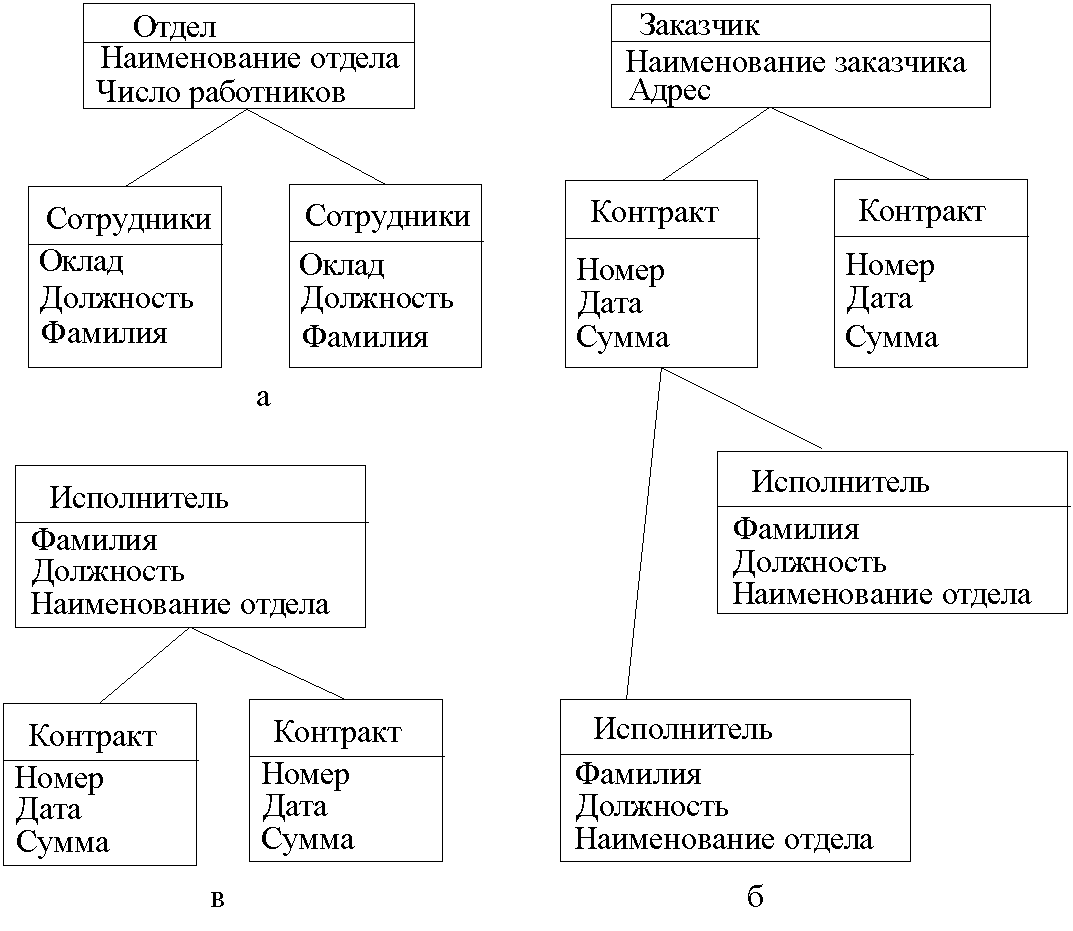 Отдел
Наименование отдела
Число работников
Сотрудники
Оклад
Должность
Фамилия
Сотрудники
Оклад
Должность
Фамилия
а
Заказчик
Наименование заказчика
Адрес
Контракт
Номер
Дата
Сумма
Контракт
Номер
Дата
Сумма
Исполнитель
Фамилия
Должность
Наименование отдела
Исполнитель
Фамилия
Должность
Наименование отдела
б
Исполнитель
Фамилия
Должность
Наименование отдела
Контракт
Номер
Дата
Сумма
Контракт
Номер
Дата
Сумма
в